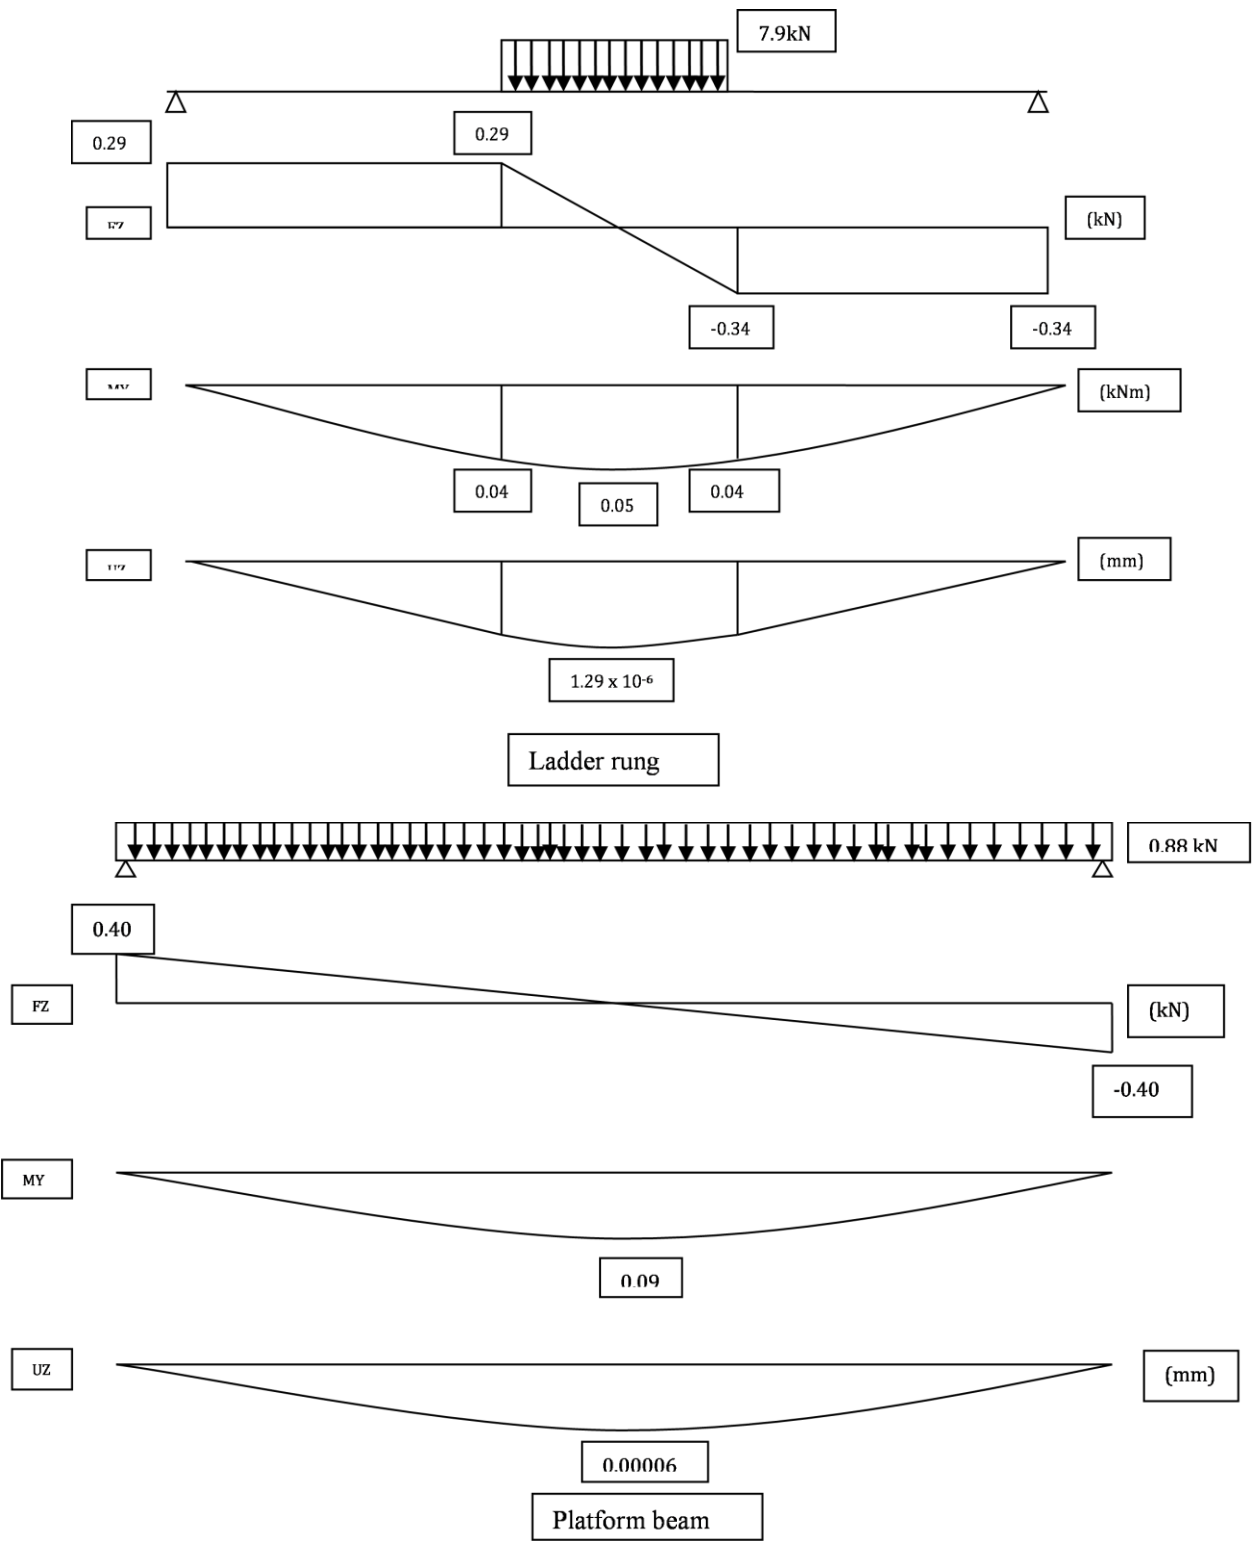 7.9kN
0.29
0.29
(kN)
-0.34
-0.34
(kNm)
0.04
0.05
0.04
(mm)
1.29 x 10⁻⁶
Ladder rung
0.88 kN
0.40
FZ
(kN)
-0.40
MY
0.09
UZ
(mm)
0.00006
Platform beam